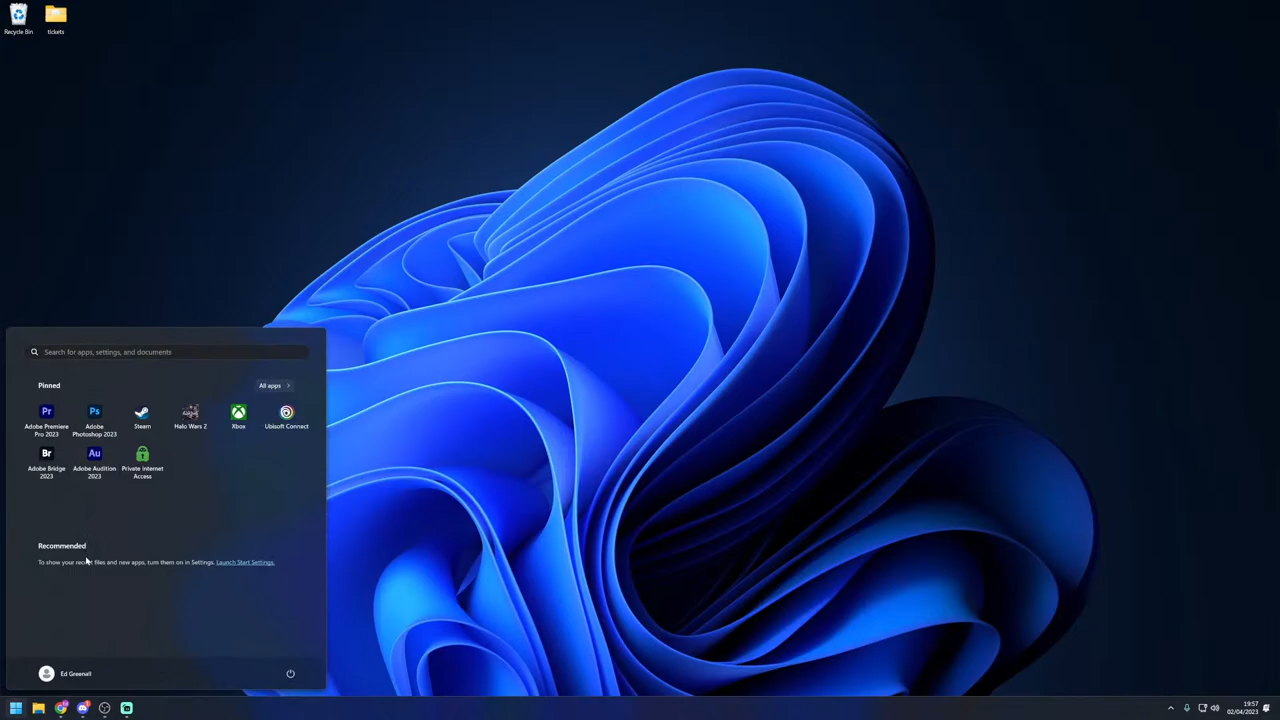 Recycle Bin
tickets
Search for apps, settings, and documents
Pinned
All apps
Pr
Ps
Adobe Premiere
Pro 2023
Adobe
Photoshop 2023
Steam
Halo Wars 2
Xbox
Ubisoft Connect
Br
Au
Adobe Bridge
2023
Adobe Audition
2023
Private Internet
Access
Recommended
To show your recent files and new apps, turn them on in Settings. Launch Start Settings.
Ed Greenall
19:57
02/04/2023